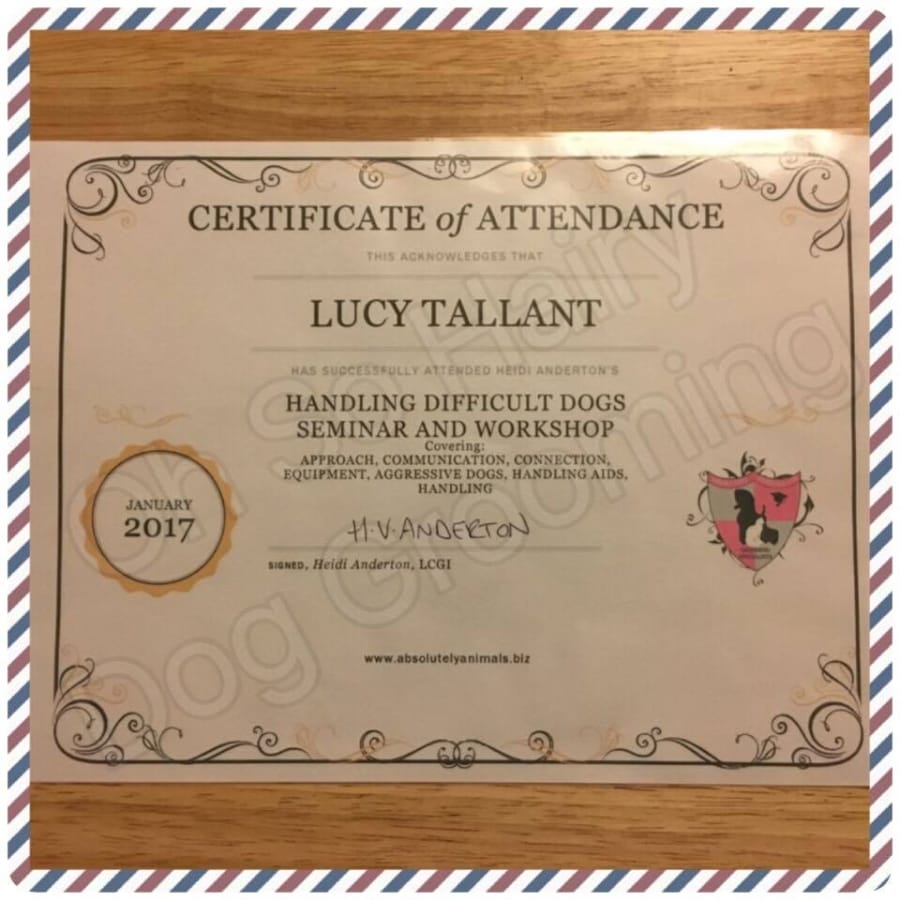 CERTIFICATE of ATTENDANCE
THIS ACKNOWLEDGES THAT
LUCY TALLANT
HAS SUCCESSFULLY ATTENDED HEIDI ANDERTON'S
HANDLING DIFFICULT DOGS
SEMINAR AND WORKSHOP
Covering:
APPROACH, COMMUNICATION, CONNECTION,
EQUIPMENT, AGGRESSIVE DOGS, HANDLING AIDS,
HANDLING
JANUARY
2017
H.V.ANDERTON
SIGNED, Heidi Anderton, LCGI
www.absolutelyanimals.biz
Oh So Hairy
Dog Grooming